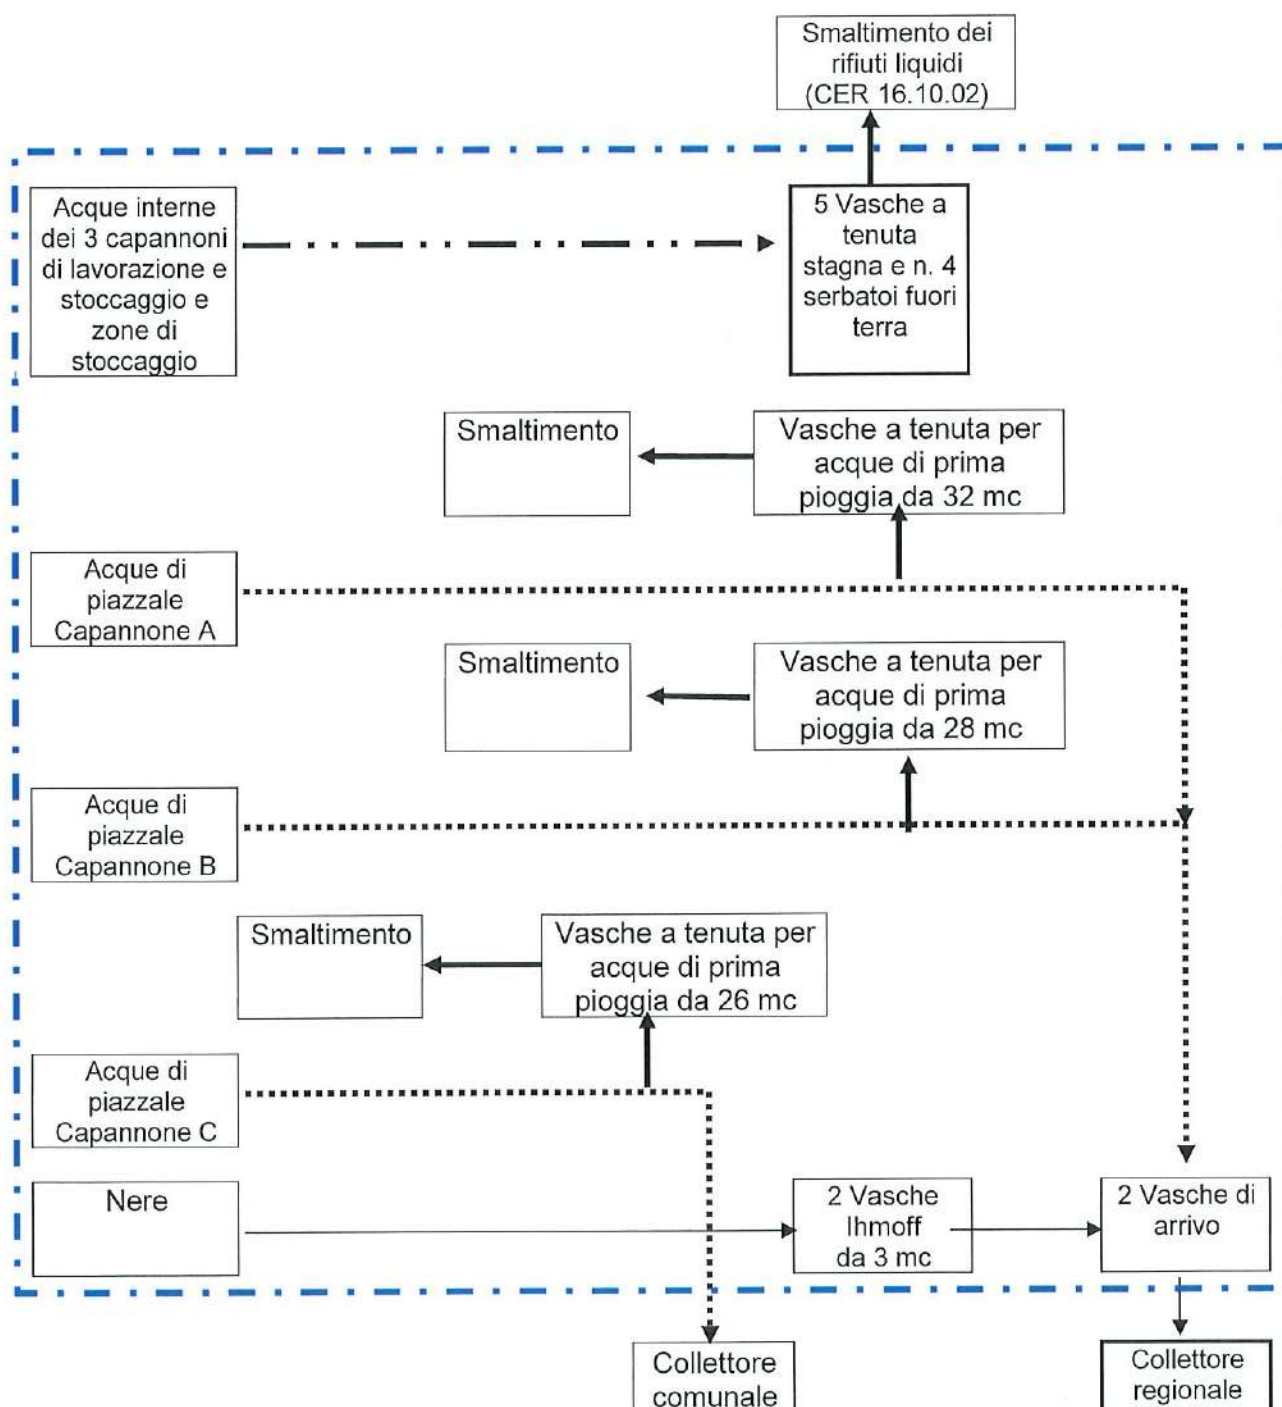 Smaltimento dei
rifiuti liquidi
(CER 16.10.02)
Acque interne
dei 3 capannoni
di lavorazione e
stoccaggio e
zone di
stoccaggio
5 Vasche a
tenuta
stagna e n. 4
serbatoi fuori
terra
Smaltimento
Vasche a tenuta per
acque di prima
pioggia da 32 mc
Acque di
piazzale
Capannone A
Smaltimento
Vasche a tenuta per
acque di prima
pioggia da 28 mc
Acque di
piazzale
Capannone B
Smaltimento
Vasche a tenuta per
acque di prima
pioggia da 26 mc
Acque di
piazzale
Capannone C
Nere
2 Vasche
Ihmoff
da 3 mc
2 Vasche di
arrivo
Collettore
comunale
Collettore
regionale